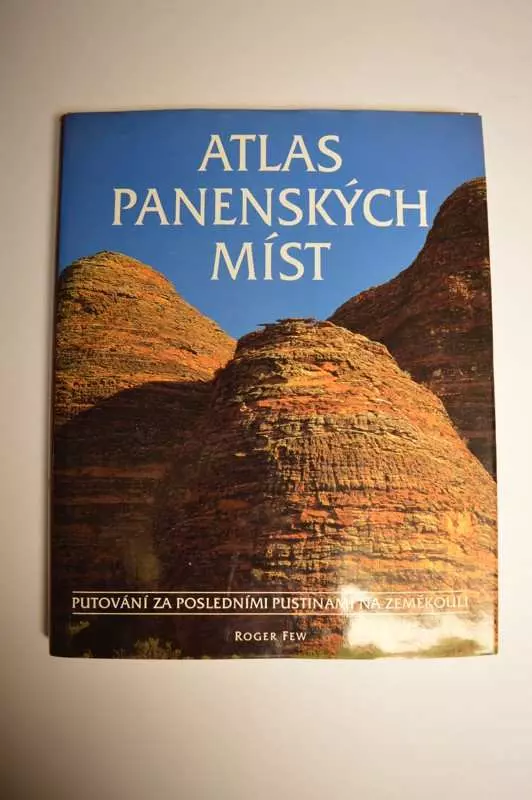 ATLAS
PANENSKÝCH
MÍST
PUTOVÁNÍ ZA POSLEDNÍMI PUSTINAMI NA ZEMĚKOULI
ROGER FEW